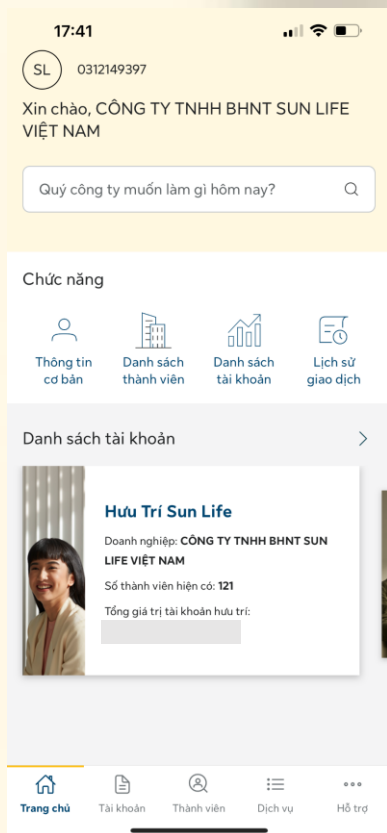 17:41
SL 0312149397
Xin chào, CÔNG TY TNHH BHNT SUN LIFE
VIỆT NAM
Quý công ty muốn làm gì hôm nay?
Chức năng
Thông tin cơ bản
Danh sách thành viên
Danh sách tài khoản
Lịch sử giao dịch
Danh sách tài khoản
Hưu Trí Sun Life
Doanh nghiệp: CÔNG TY TNHH BHNT SUN
LIFE VIỆT NAM
Số thành viên hiện có: 121
Tổng giá trị tài khoản hưu trí:
Trang chủ Tài khoản Thành viên Dịch vụ Hỗ trợ